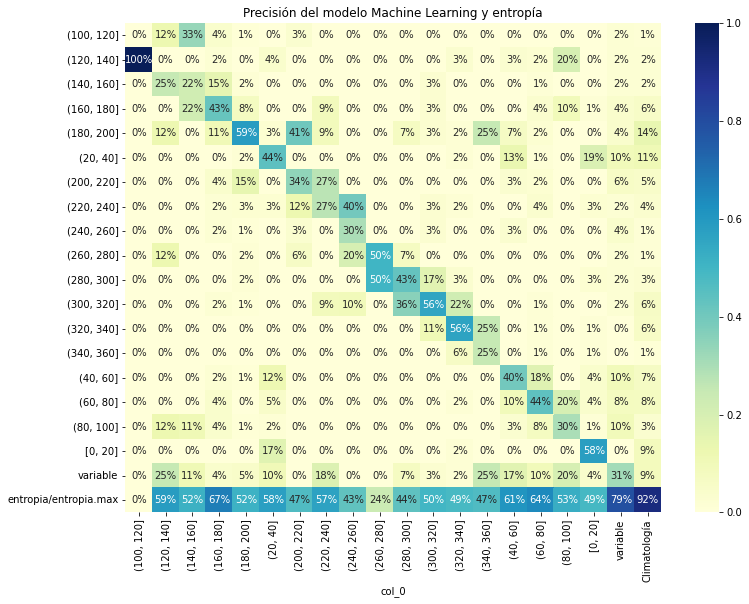 Precisión del modelo Machine Learning y entropía
(100, 120] 0% 12% 33% 4% 1% 0% 3% 0% 0% 0% 0% 0% 0% 0% 0% 0% 0% 0% 2% 1%
(120, 140] 100% 0% 0% 2% 0% 4% 0% 0% 0% 0% 0% 0% 3% 0% 3% 2% 20% 0% 2% 2%
(140, 160] 0% 25% 22% 15% 2% 0% 0% 0% 0% 0% 0% 3% 0% 0% 0% 1% 0% 0% 2% 2%
(160, 180] 0% 0% 22% 43% 8% 0% 0% 9% 0% 0% 0% 3% 0% 0% 0% 4% 10% 1% 4% 6%
(180, 200] 0% 12% 0% 11% 59% 3% 41% 9% 0% 0% 7% 3% 2% 25% 7% 2% 0% 0% 4% 14%
(20, 40] 0% 0% 0% 0% 2% 44% 0% 0% 0% 0% 0% 0% 2% 0% 13% 1% 0% 19% 10% 11%
(200, 220] 0% 0% 0% 4% 15% 0% 34% 27% 0% 0% 0% 0% 0% 0% 3% 2% 0% 0% 6% 5%
(220, 240] 0% 0% 0% 2% 3% 3% 12% 27% 40% 0% 0% 3% 2% 0% 0% 4% 0% 3% 2% 4%
(240, 260] 0% 0% 0% 2% 1% 0% 3% 0% 30% 0% 0% 3% 0% 0% 0% 0% 0% 0% 4% 1%
(260, 280] 0% 12% 0% 0% 2% 0% 6% 0% 20% 50% 7% 0% 0% 0% 0% 0% 0% 0% 2% 1%
(280, 300] 0% 0% 0% 0% 2% 0% 0% 0% 0% 50% 43% 17% 3% 0% 0% 0% 0% 3% 2% 3%
(300, 320] 0% 0% 0% 2% 1% 0% 0% 9% 10% 0% 36% 56% 22% 0% 0% 1% 0% 0% 2% 6%
(320, 340] 0% 0% 0% 0% 0% 0% 0% 0% 0% 0% 0% 11% 56% 25% 0% 1% 0% 1% 0% 6%
(340, 360] 0% 0% 0% 0% 0% 0% 0% 0% 0% 0% 0% 0% 6% 25% 0% 1% 0% 1% 0% 1%
(40, 60] 0% 0% 0% 2% 1% 12% 0% 0% 0% 0% 0% 0% 0% 0% 40% 18% 0% 4% 10% 7%
(60, 80] 0% 0% 0% 4% 0% 5% 0% 0% 0% 0% 0% 0% 2% 0% 10% 44% 20% 4% 8% 8%
(80, 100] 0% 12% 11% 4% 1% 2% 0% 0% 0% 0% 0% 0% 0% 0% 3% 8% 30% 1% 10% 3%
[0, 20] 0% 0% 0% 0% 0% 17% 0% 0% 0% 0% 0% 0% 2% 0% 0% 0% 0% 58% 0% 9%
variable 0% 25% 11% 4% 5% 10% 0% 18% 0% 0% 7% 3% 2% 25% 17% 10% 20% 4% 31% 9%
entropia/entropia.max 0% 59% 52% 67% 52% 58% 47% 57% 43% 24% 44% 50% 49% 47% 61% 64% 53% 49% 79% 92%
(100, 120] (120, 140] (140, 160] (160, 180] (180, 200] (20, 40] (200, 220] (220, 240] (240, 260] (260, 280] (280, 300] (300, 320] (320, 340] (340, 360] (40, 60] (60, 80] (80, 100] [0, 20] variable Climatología
col_0
1.0
0.8
0.6
0.4
0.2
0.0